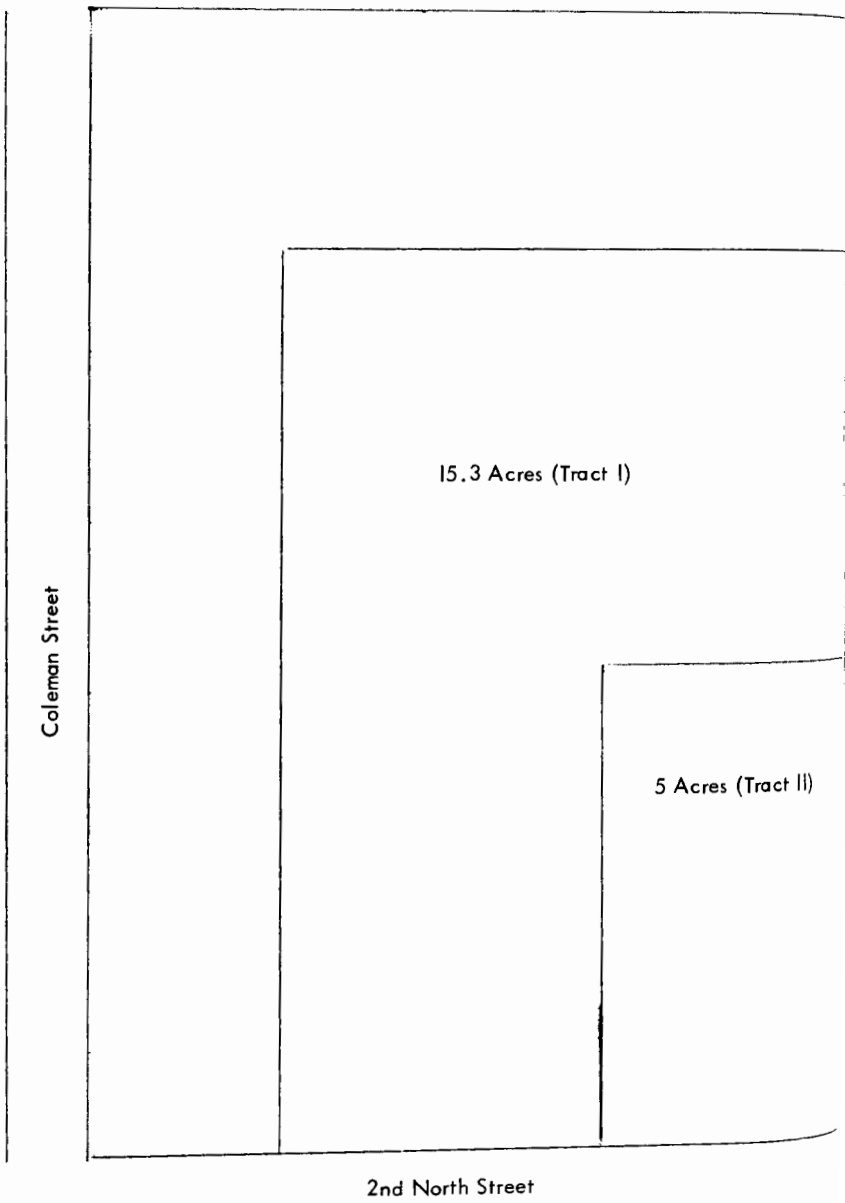 15.3 Acres (Tract I)
Coleman Street
5 Acres (Tract II)
2nd North Street